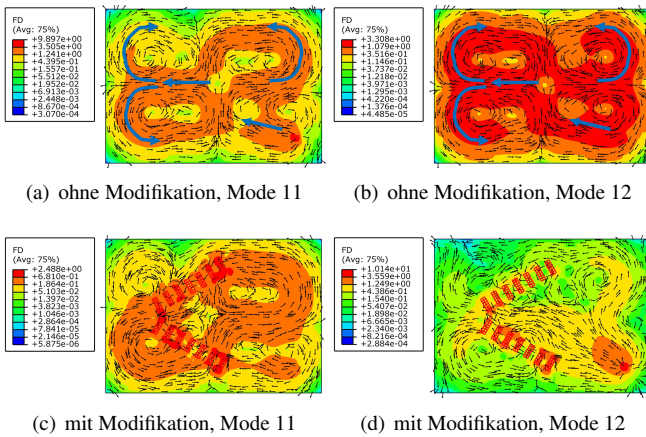 FD
(Avg: 75%)
+9.897e+00
+3.505e+00
+1.241e+00
+4.395e-01
+1.557e-01
+5.512e-02
+1.952e-02
+6.913e-03
+2.448e-03
+8.670e-04
+3.070e-04
FD
(Avg: 75%)
+3.308e+00
+1.079e+00
+3.516e-01
+1.146e-01
+3.737e-02
+1.218e-02
+3.971e-03
+1.295e-03
+4.220e-04
+1.376e-04
+4.485e-05
(a) ohne Modifikation, Mode 11
(b) ohne Modifikation, Mode 12
FD
(Avg: 75%)
+2.488e+00
+6.810e-01
+1.864e-01
+5.103e-02
+1.397e-02
+3.823e-03
+1.046e-03
+2.864e-04
+7.841e-05
+2.146e-05
+5.875e-06
FD
(Avg: 75%)
+1.014e+01
+3.559e+00
+1.249e+00
+4.386e-01
+1.540e-01
+5.407e-02
+1.898e-02
+6.665e-03
+2.340e-03
+8.216e-04
+2.884e-04
(c) mit Modifikation, Mode 11
(d) mit Modifikation, Mode 12